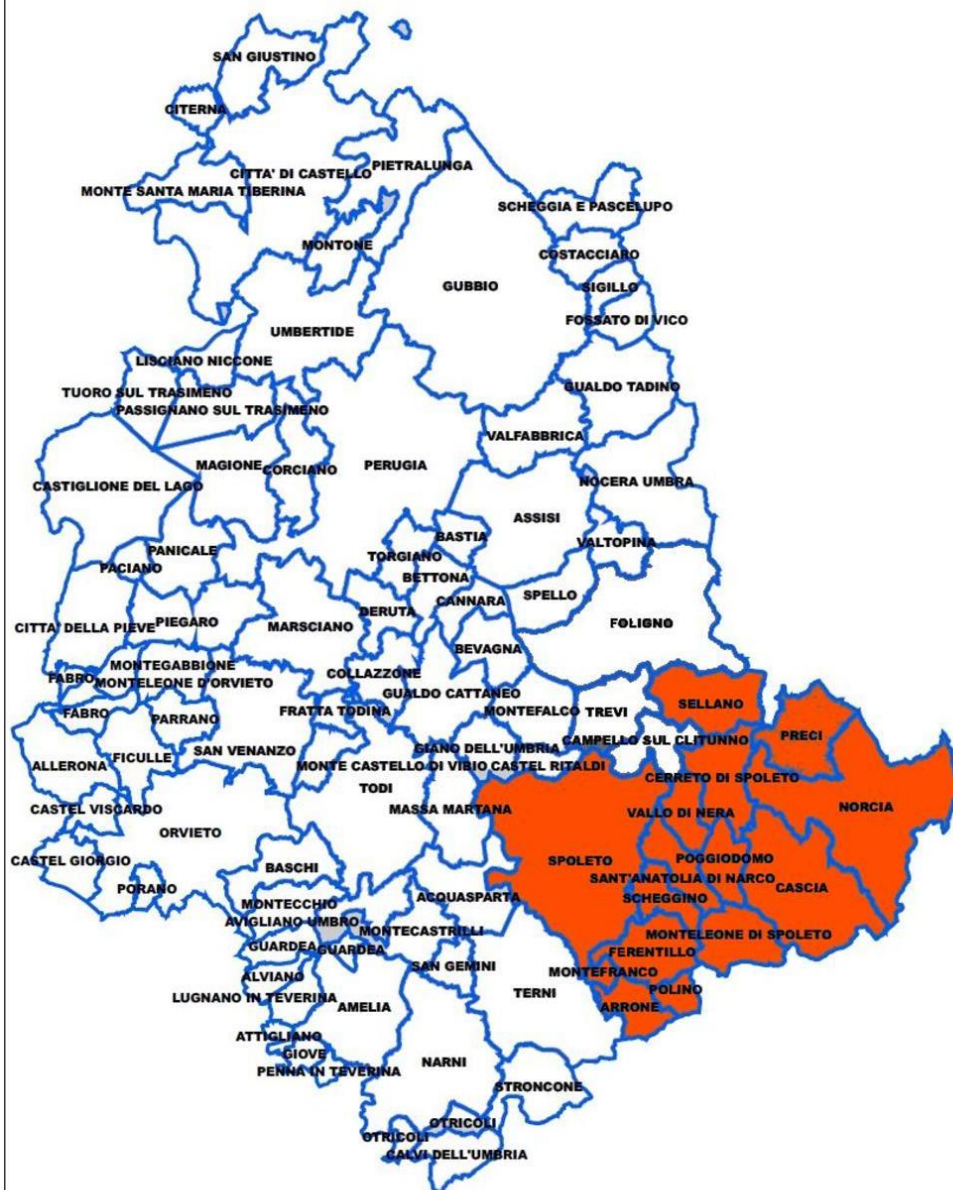 SAN GIUSTINO
CITERNA
PIETRALUNGA
CITTA' DI CASTELLO
MONTE SANTA MARIA TIBERINA
SCHEGGIA E PASCELUPO
MONTONE
COSTACCIARO
GUBBIO
SIGILLO
FOSSATO DI VICO
UMBERTIDE
LISCIANO NICCONE
GUALDO TADINO
TUORO SUL TRASIMENO
PASSIGNANO SUL TRASIMENO
VALFABBRICA
MAGIONE
CORCIANO
PERUGIA
NOCERA UMBRA
CASTIGLIONE DEL LAGO
ASSISI
BASTIA
VALTOPINA
PANICALE
TORGIANO
PACIANO
BETTONA
SPELLO
CANNARA
DERUTA
FOLIGNO
CITTA' DELLA PIEVE
PIEGARO
MARSCIANO
BEVAGNA
MONTEGABBIONE
COLLAZZONE
FABRO
MONTELEONE D'ORVIETO
GUALDO CATTANEO
SELLANO
FRATTA TODINA
MONTEFALCO
TREVI
FABRO
PARRANO
PRECI
CAMPELLO SUL CLITUNNO
SAN VENANZO
GIANO DELL'UMBRIA
FICULLE
ALLERONA
MONTE CASTELLO DI VIBIO
CASTEL RITALDI
CERRETO DI SPOLETO
TODI
NORCIA
CASTEL VISCARDO
MASSA MARTANA
VALLO DI NERA
ORVIETO
CASTEL GIORGIO
SPOLETO
POGGIODOMO
BASCHI
SANT'ANATOLIA DI NARCO
CASCIA
PORANO
ACQUASPARTA
SCHEGGINO
MONTECCHIO
AVIGLIANO UMBRO
MONTECASTRILLI
MONTELEONE DI SPOLETO
GUARDEA
GUARDEA
FERENTILLO
SAN GEMINI
MONTEFRANCO
ALVIANO
POLINO
LUGNANO IN TEVERINA
TERNI
AMELIA
ARRONE
ATTIGLIANO
GIOVE
NARNI
PENNA IN TEVERINA
STRONCONE
OTRICOLI
OTRICOLI
CALVI DELL'UMBRIA